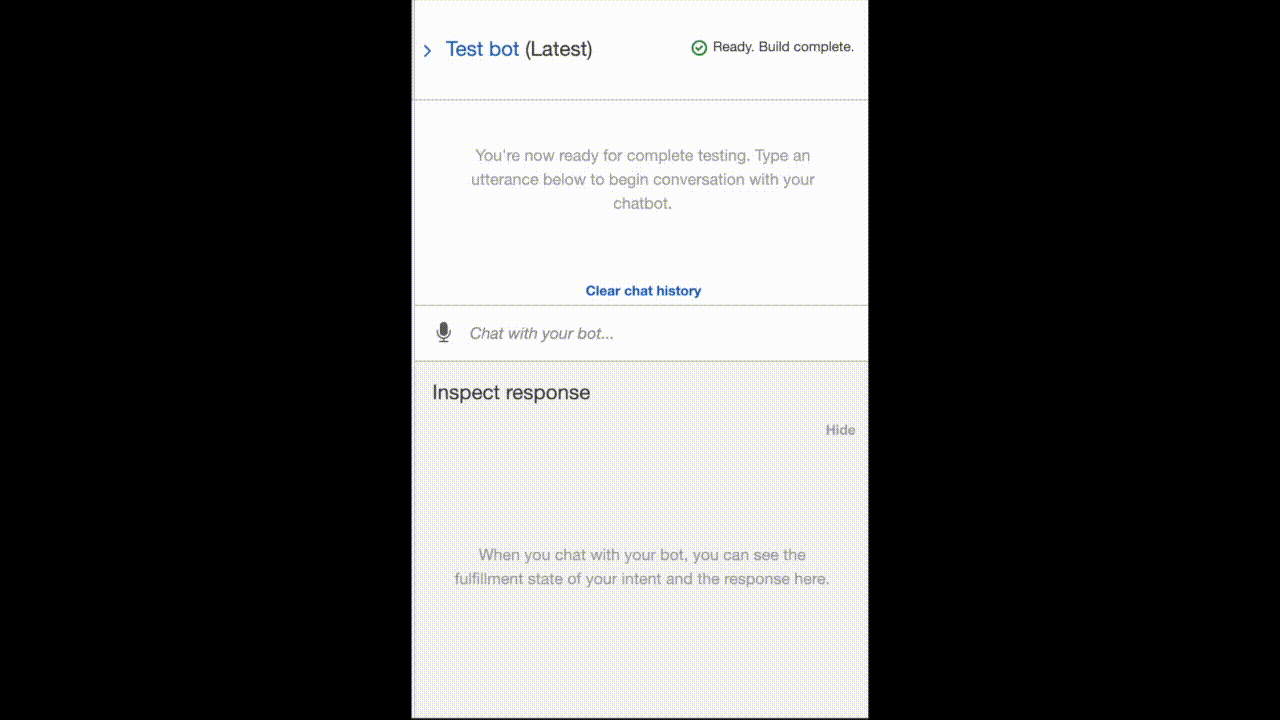 Test bot (Latest)
Ready. Build complete.
You're now ready for complete testing. Type an
utterance below to begin conversation with your
chatbot.
Clear chat history
Chat with your bot...
Inspect response
Hide
When you chat with your bot, you can see the
fulfillment state of your intent and the response here.